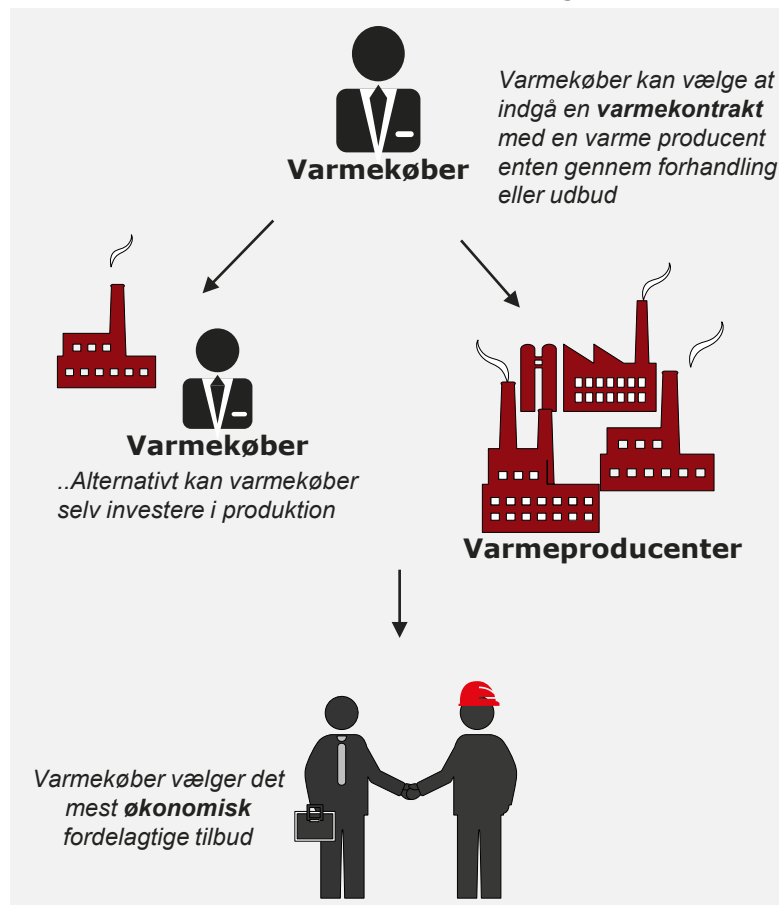 Varmekøber kan vælge at
indgå en varmekontrakt
med en varme producent
enten gennem forhandling
eller udbud
Varmekøber
Varmekøber
..Alternativt kan varmekøber
selv investere i produktion
Varmeproducenter
Varmekøber vælger det
mest økonomisk
fordelagtige tilbud